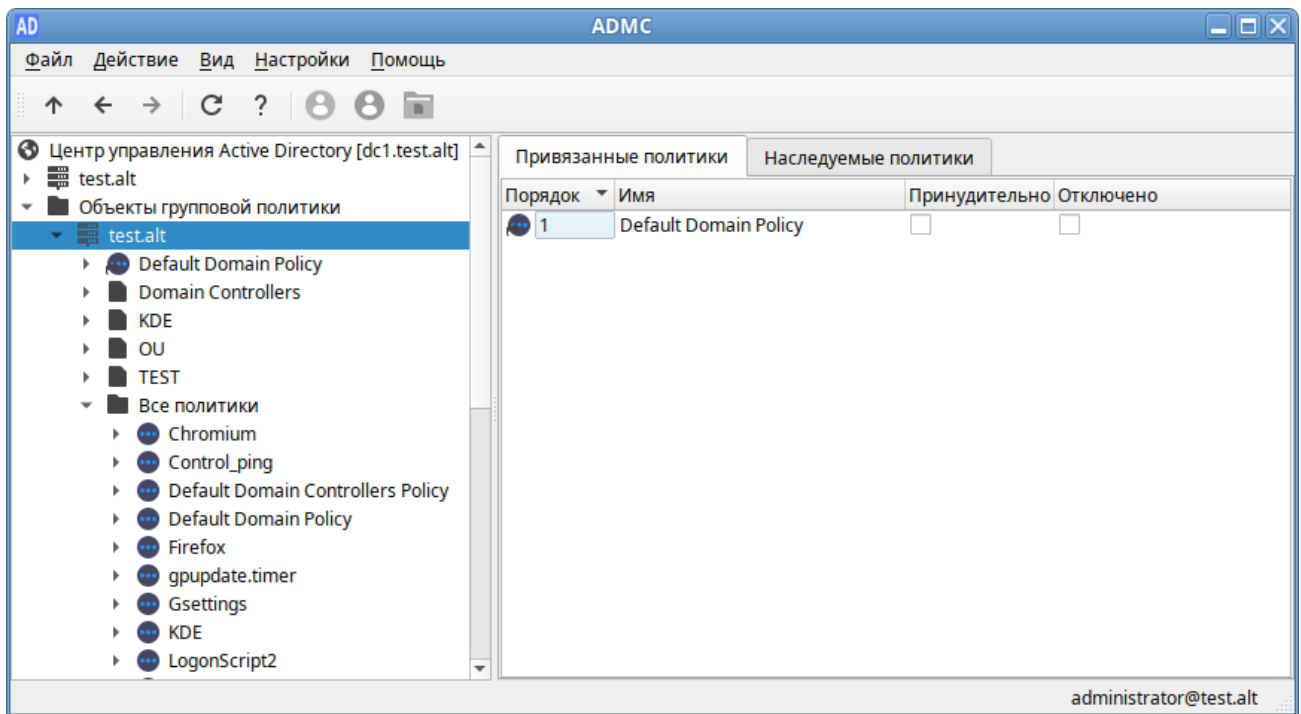 AD ADMC
Файл Действие Вид Настройки Помощь
?
Центр управления Active Directory [dc1.test.alt]
test.alt
Объекты групповой политики
test.alt
Default Domain Policy
Domain Controllers
KDE
OU
TEST
Все политики
Chromium
Control_ping
Default Domain Controllers Policy
Default Domain Policy
Firefox
gpupdate.timer
Gsettings
KDE
LogonScript2
Привязанные политики Наследуемые политики
Порядок Имя Принудительно Отключено
1 Default Domain Policy
administrator@test.alt